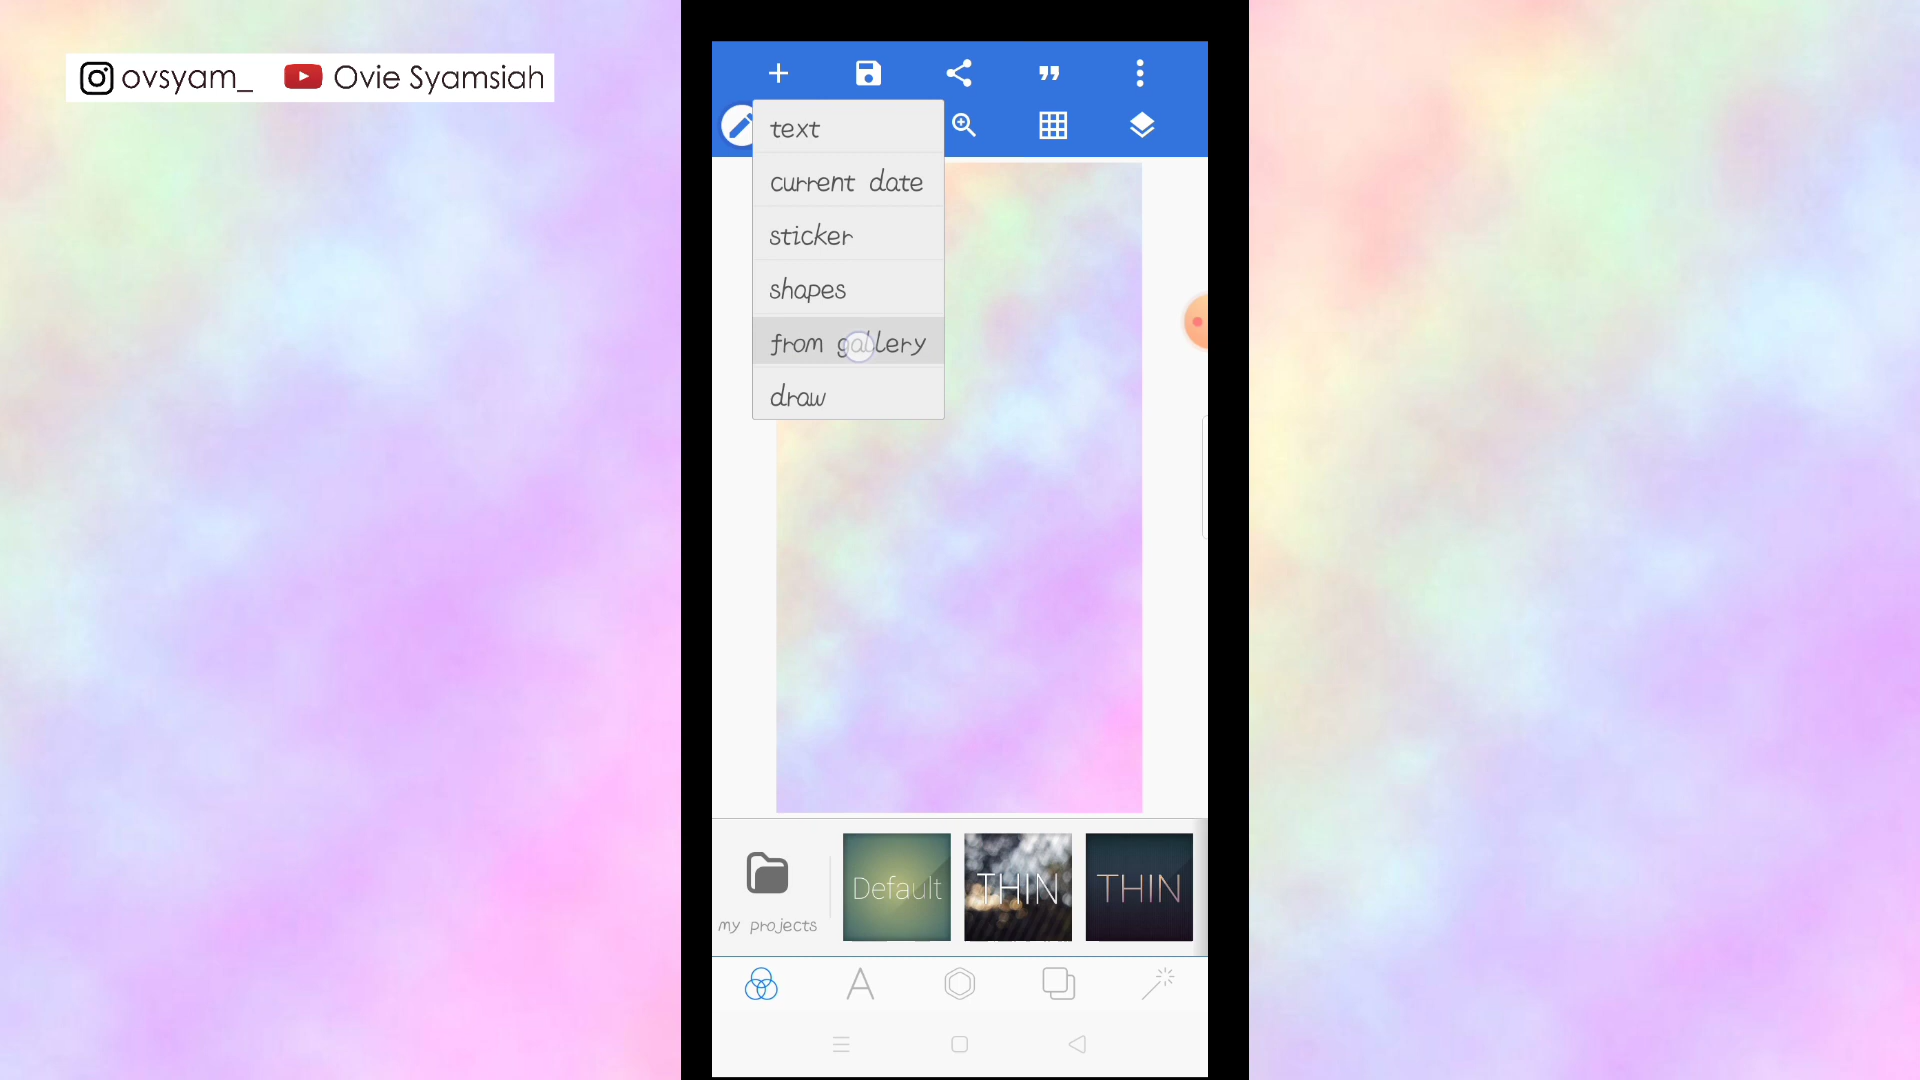 ovsyam_ Ovie Syamsiah
text
current date
sticker
shapes
from gallery
draw
my projects
Default
THIN
THIN
A